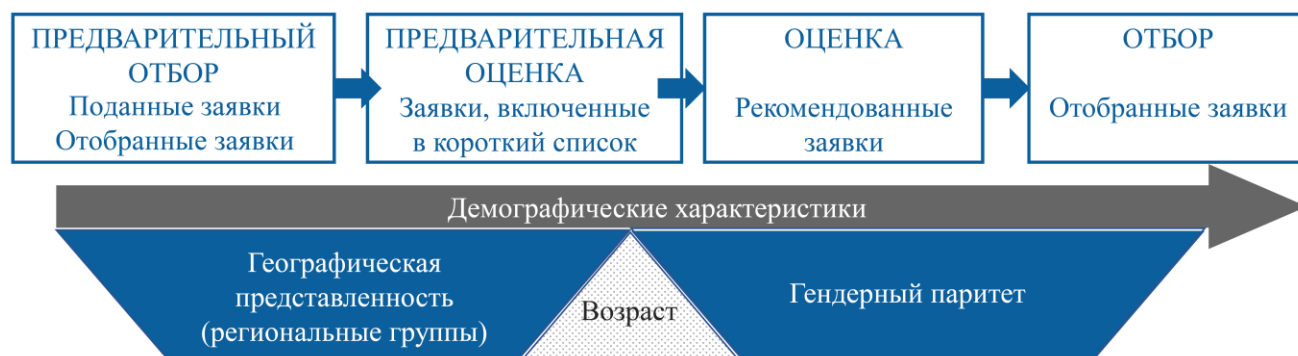 ПРЕДВАРИТЕЛЬНЫЙ
ОТБОР
Поданные заявки
Отобранные заявки
ПРЕДВАРИТЕЛЬНАЯ
ОЦЕНКА
Заявки, включенные
в короткий список
ОЦЕНКА
Рекомендованные
заявки
ОТБОР
Отобранные заявки
Демографические характеристики
Географическая
представленность
(региональные группы)
Возраст
Гендерный паритет